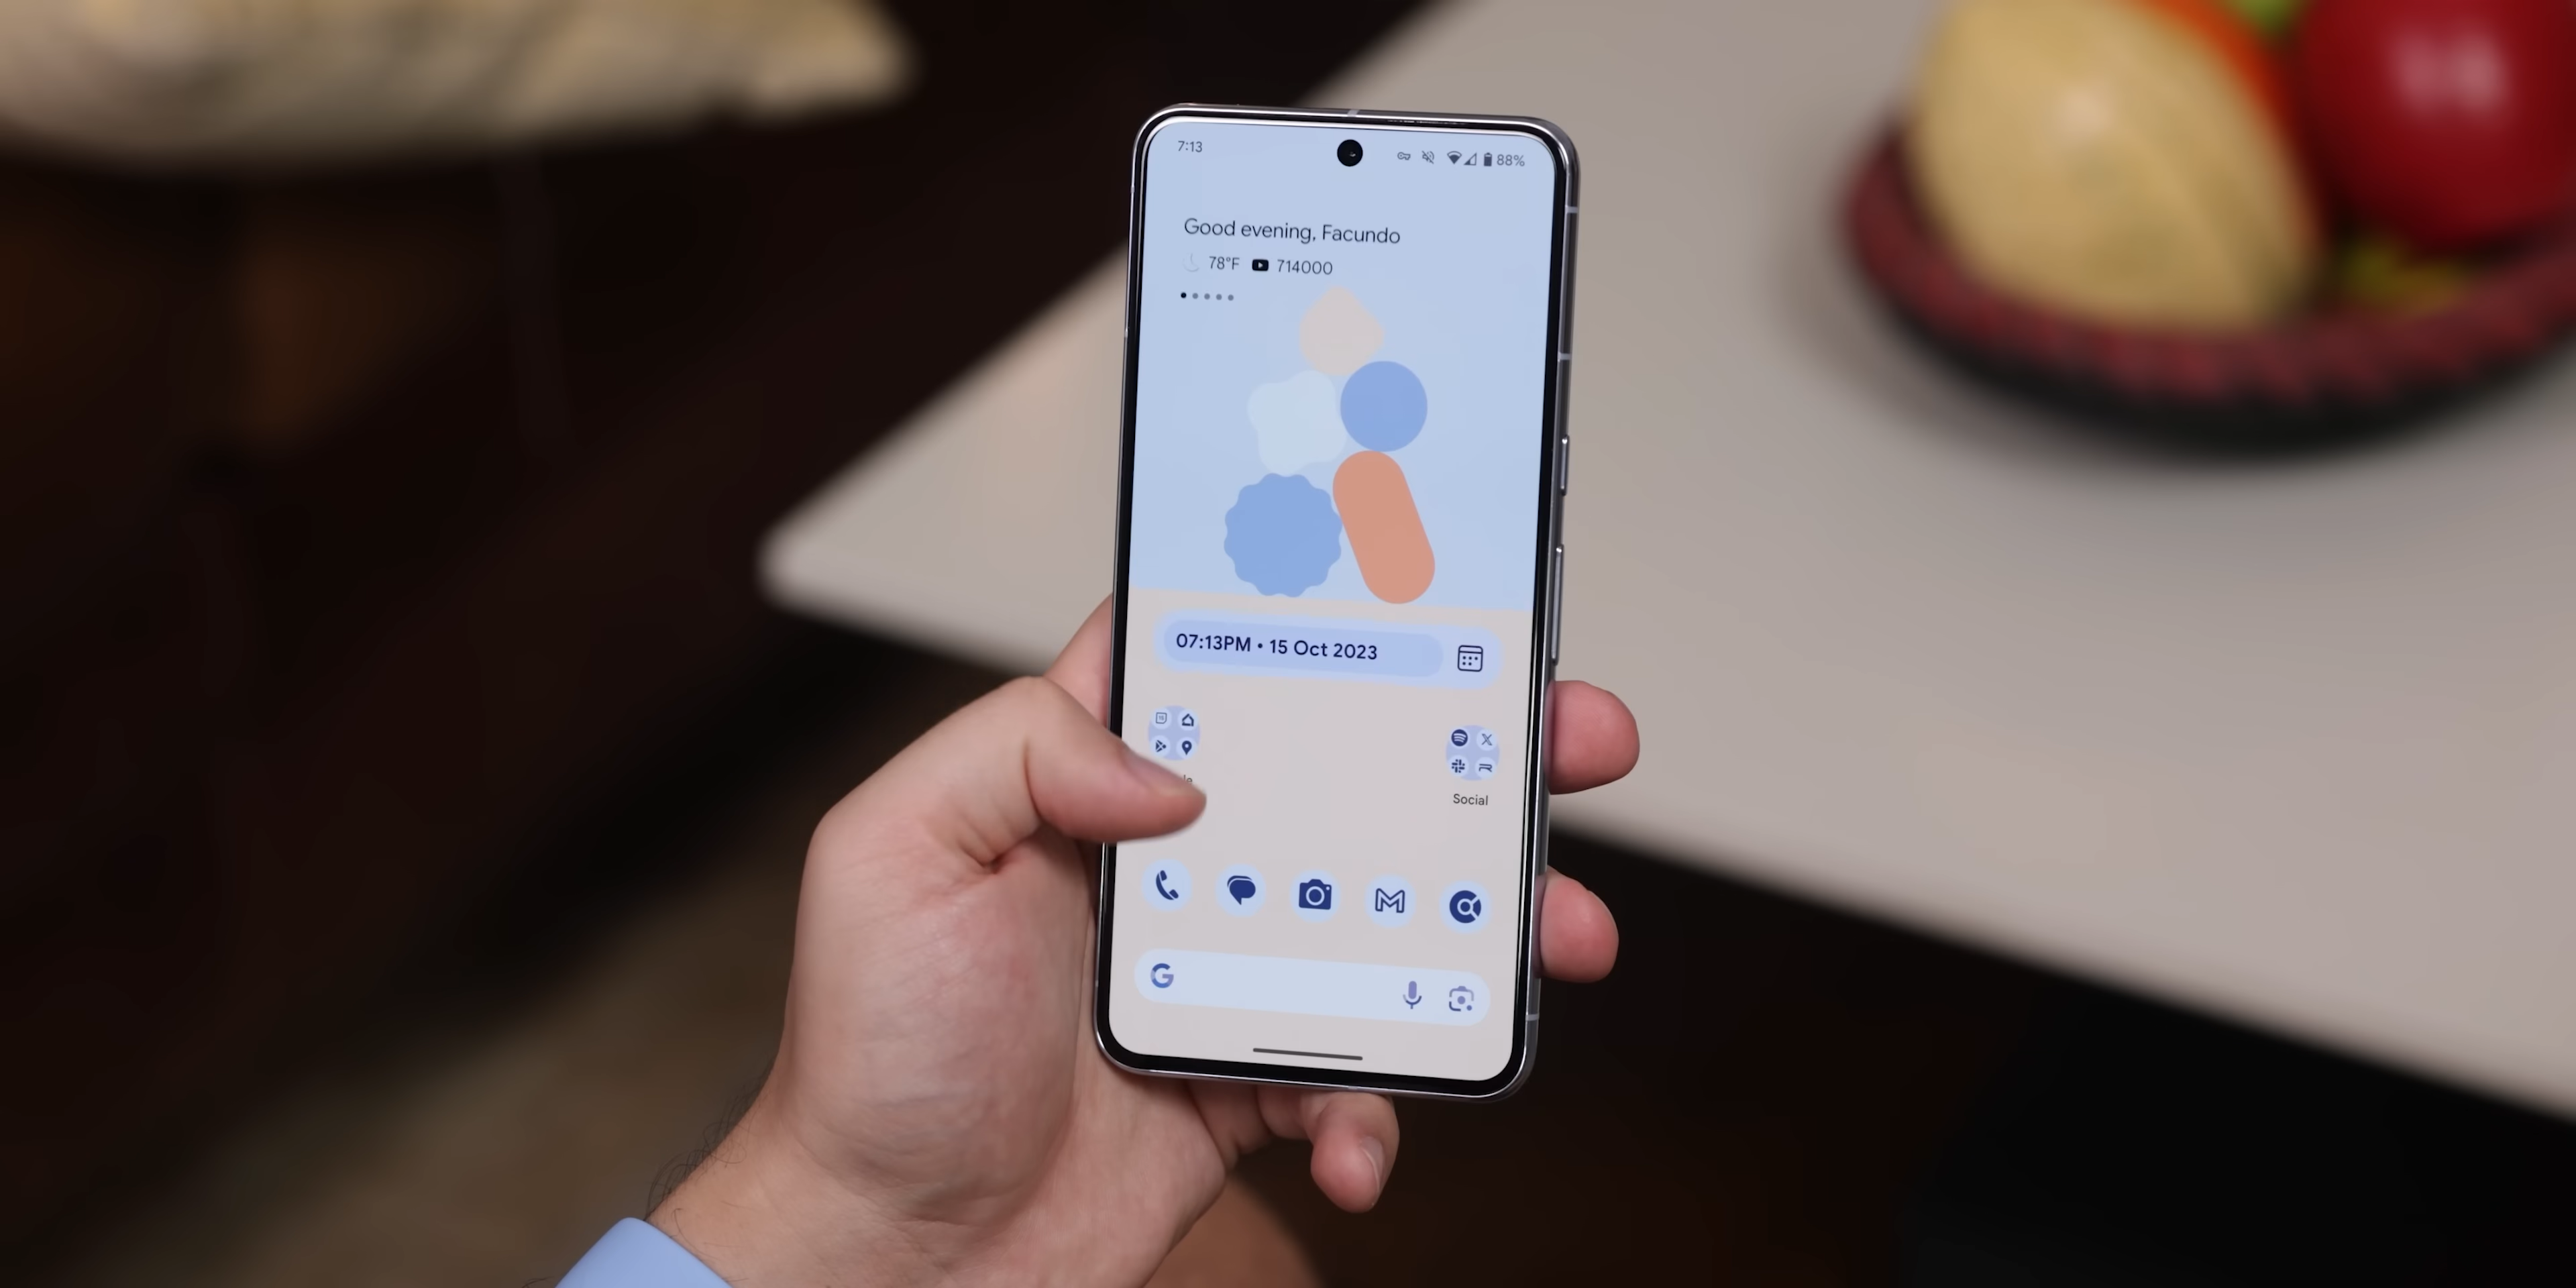 7:13 88%
Good evening, Facundo
78°F 714000
07:13PM • 15 Oct 2023
Social